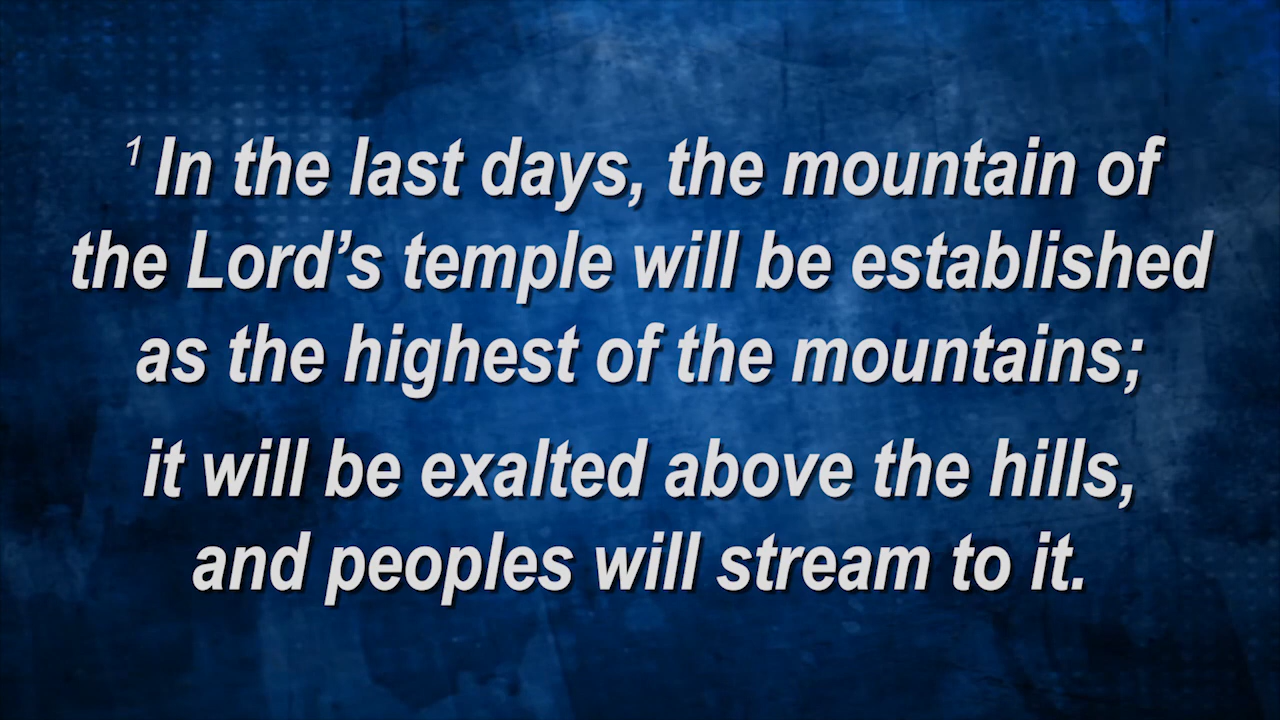 1 In the last days, the mountain of
the Lord’s temple will be established
as the highest of the mountains;
it will be exalted above the hills,
and peoples will stream to it.